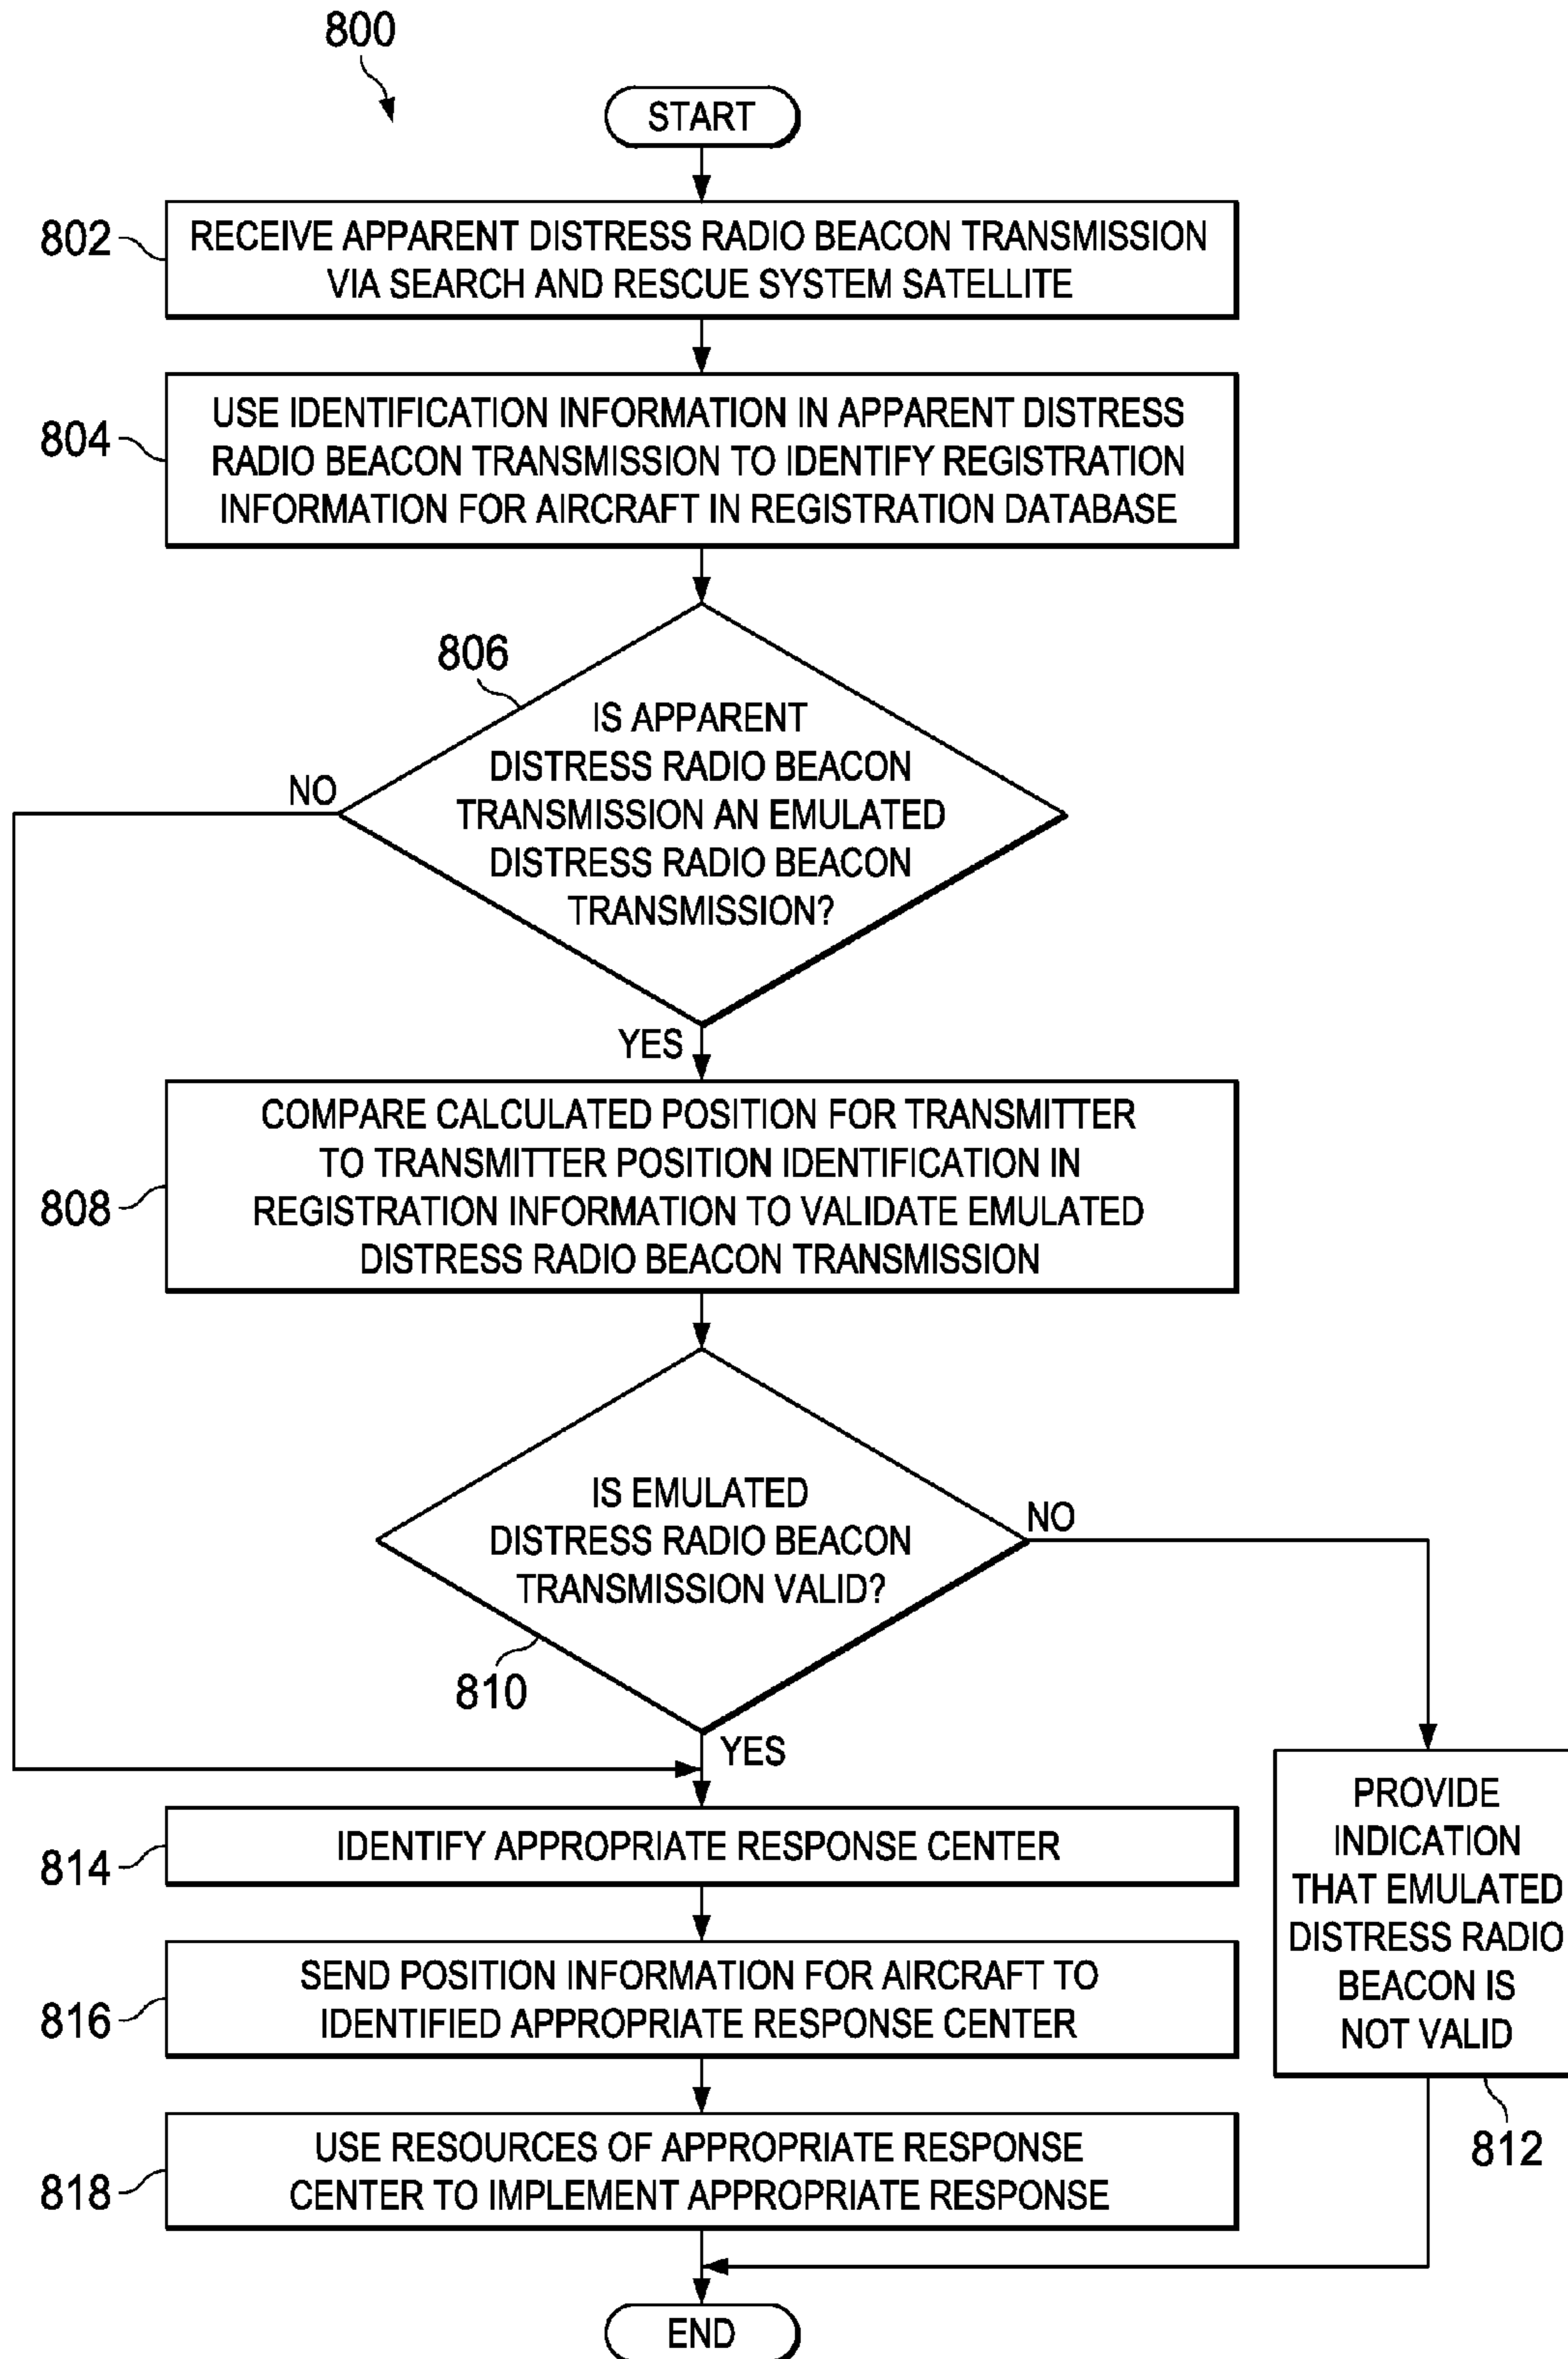 800
START
802
RECEIVE APPARENT DISTRESS RADIO BEACON TRANSMISSION
VIA SEARCH AND RESCUE SYSTEM SATELLITE
804
USE IDENTIFICATION INFORMATION IN APPARENT DISTRESS
RADIO BEACON TRANSMISSION TO IDENTIFY REGISTRATION
INFORMATION FOR AIRCRAFT IN REGISTRATION DATABASE
806
IS APPARENT
DISTRESS RADIO BEACON
TRANSMISSION AN EMULATED
DISTRESS RADIO BEACON
TRANSMISSION?
NO
YES
808
COMPARE CALCULATED POSITION FOR TRANSMITTER
TO TRANSMITTER POSITION IDENTIFICATION IN
REGISTRATION INFORMATION TO VALIDATE EMULATED
DISTRESS RADIO BEACON TRANSMISSION
IS EMULATED
DISTRESS RADIO BEACON
TRANSMISSION VALID?
NO
810
YES
PROVIDE
INDICATION
THAT EMULATED
DISTRESS RADIO
BEACON IS
NOT VALID
812
814
IDENTIFY APPROPRIATE RESPONSE CENTER
816
SEND POSITION INFORMATION FOR AIRCRAFT TO
IDENTIFIED APPROPRIATE RESPONSE CENTER
818
USE RESOURCES OF APPROPRIATE RESPONSE
CENTER TO IMPLEMENT APPROPRIATE RESPONSE
END